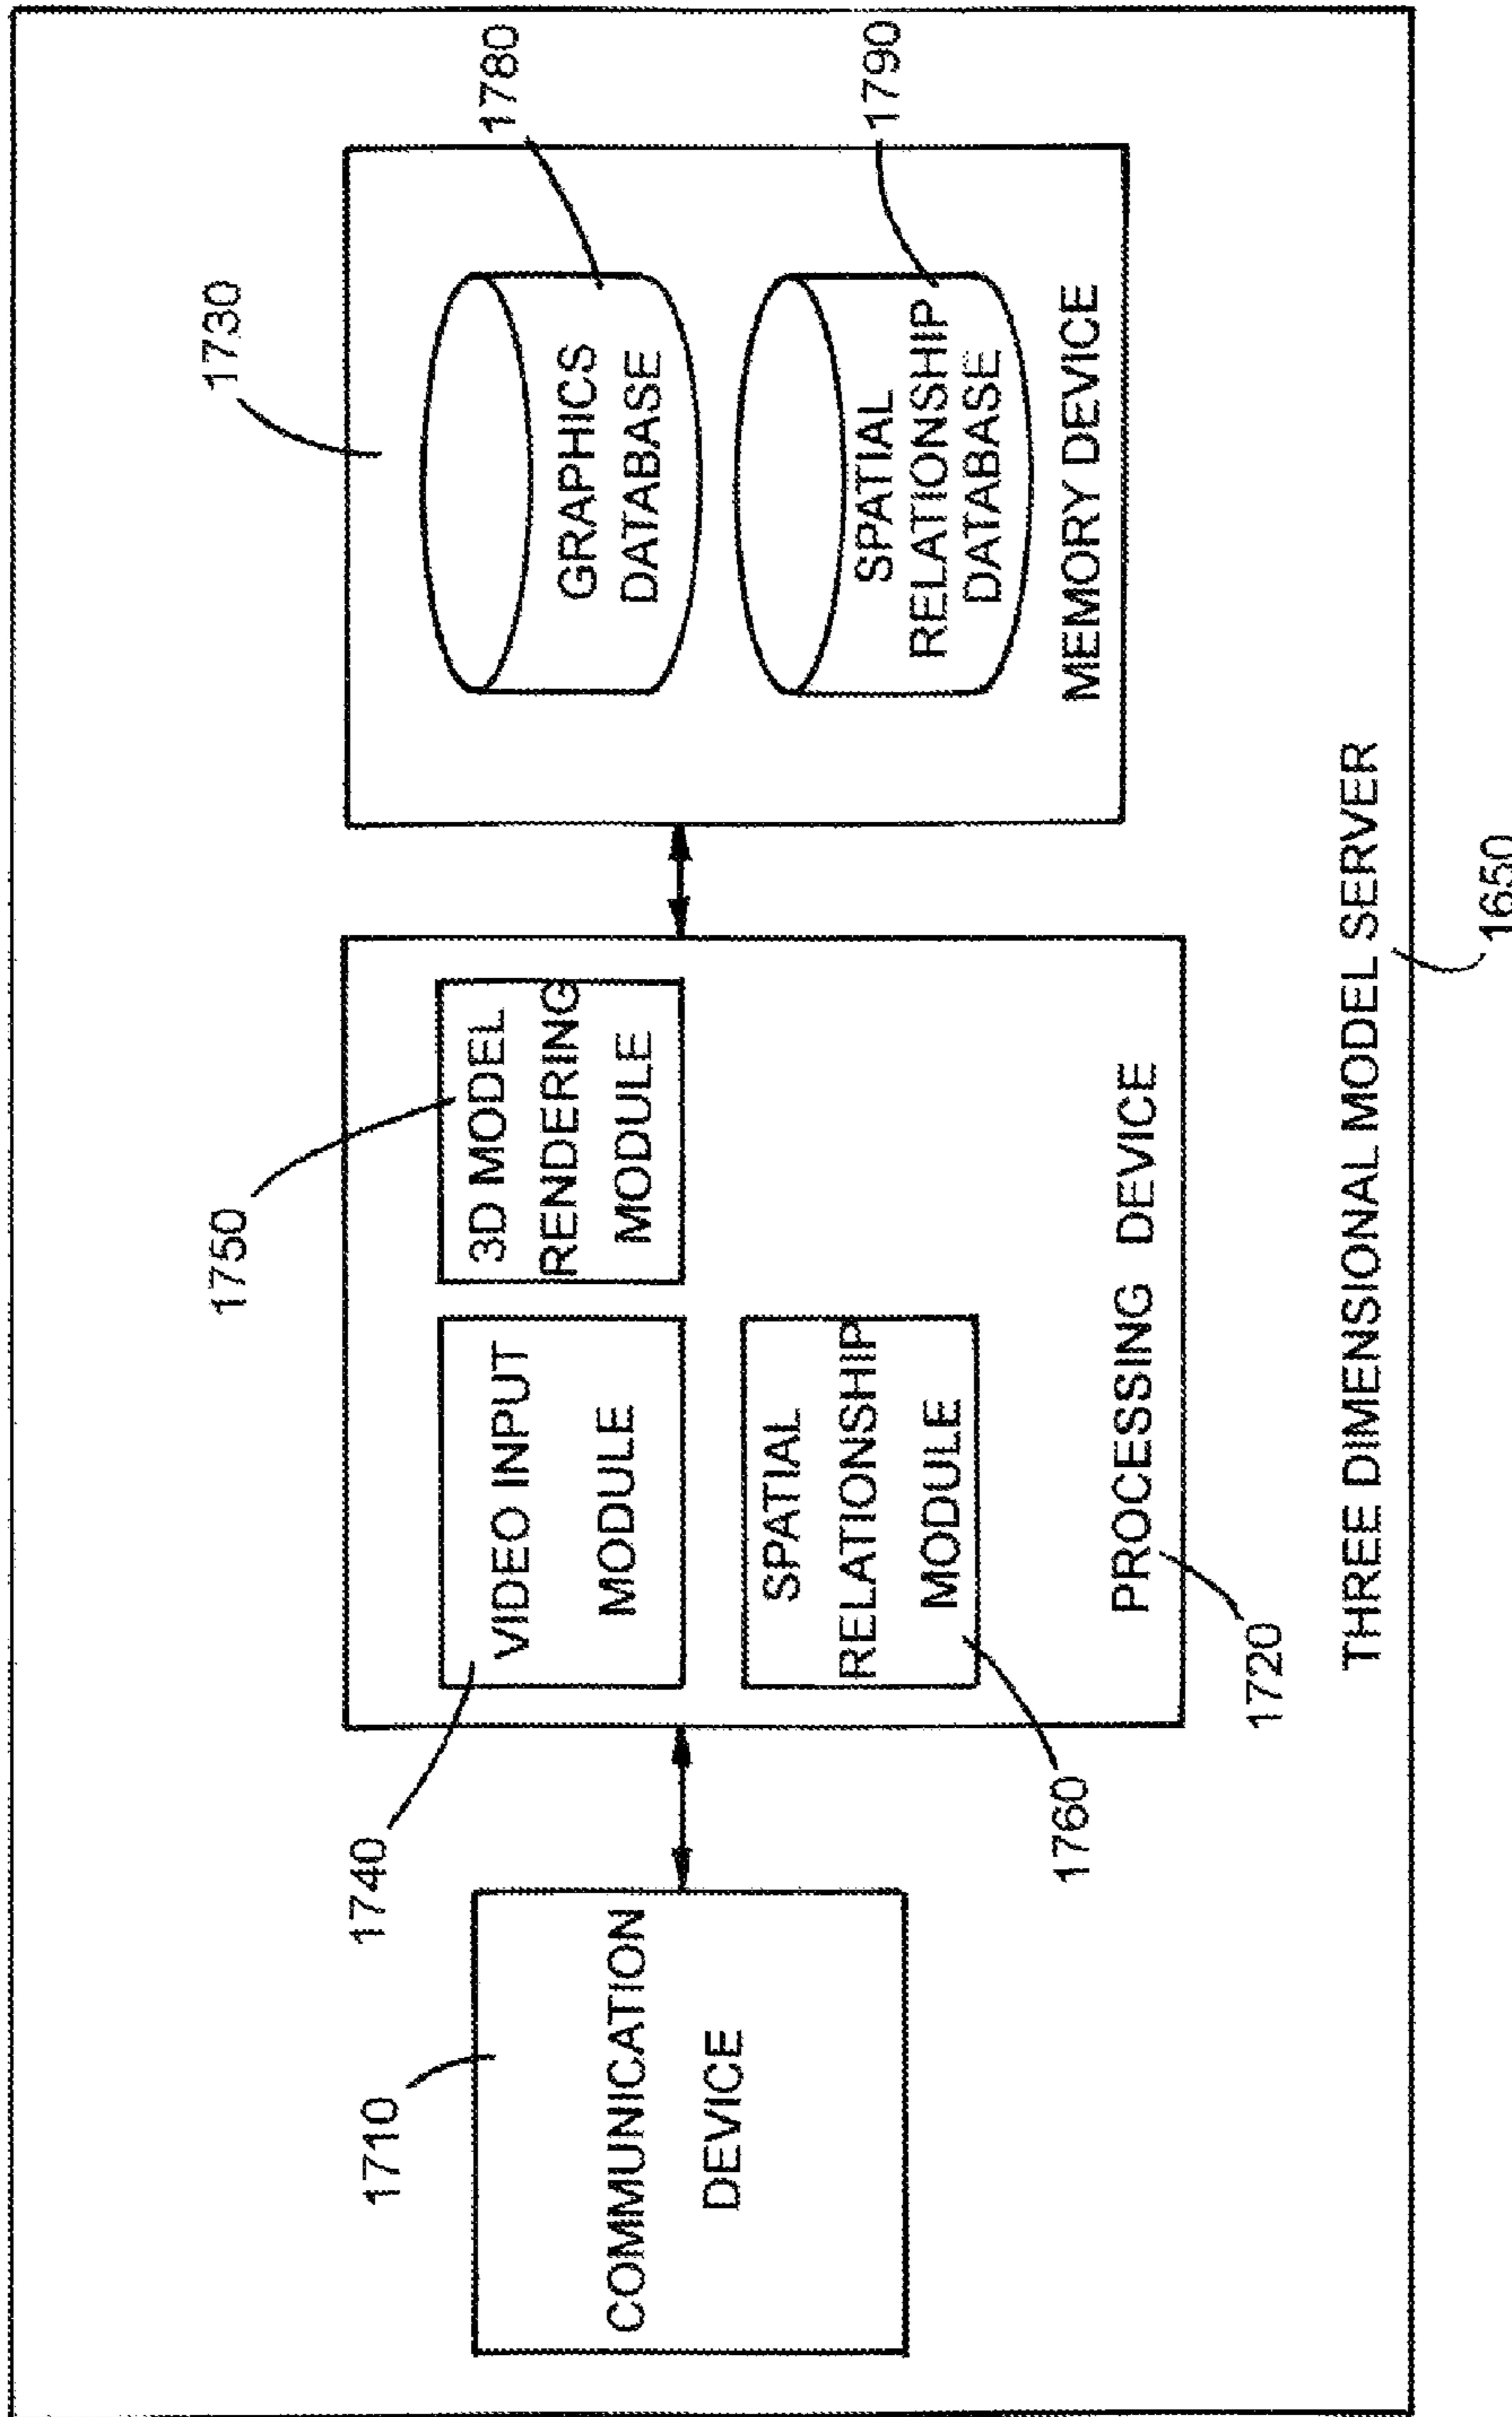 1710
COMMUNICATION
DEVICE
1740
VIDEO INPUT
MODULE
1750
3D MODEL
RENDERING
MODULE
SPATIAL
RELATIONSHIP
MODULE
1760
PROCESSING DEVICE
1720
1730
GRAPHICS
DATABASE
1780
SPATIAL
RELATIONSHIP
DATABASE
1790
MEMORY DEVICE
THREE DIMENSIONAL MODEL SERVER
1650